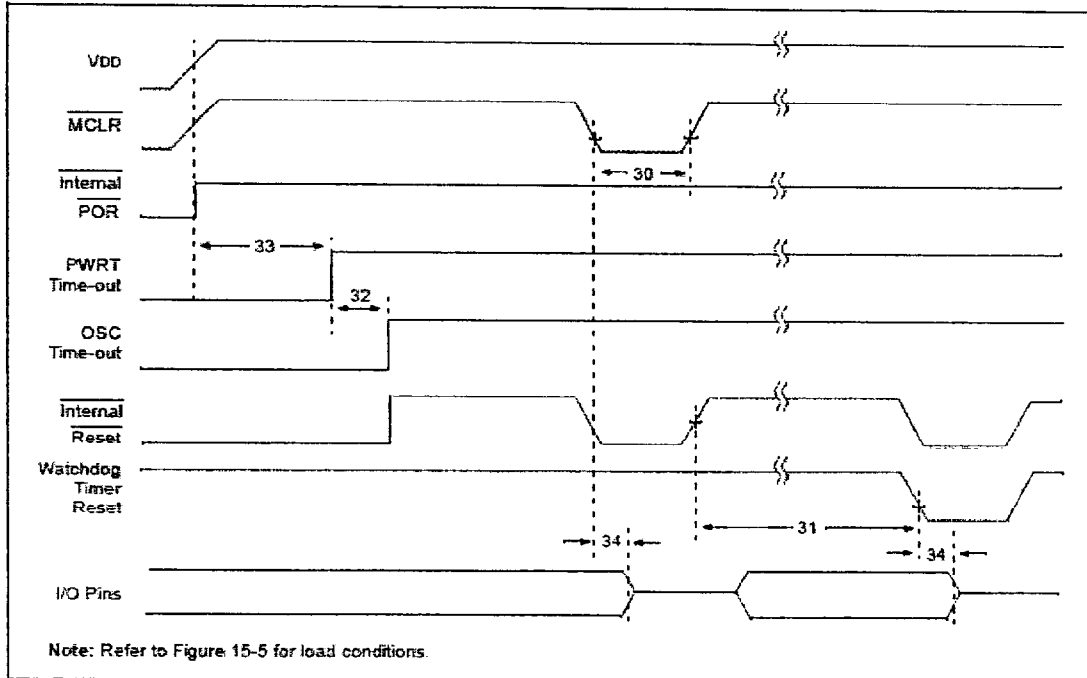 VDD
MCLR
30
Internal
POR
33
PWRT
Time-out
32
OSC
Time-out
Internal
Reset
Watchdog
Timer
Reset
31
34
34
I/O Pins
Note: Refer to Figure 15-5 for load conditions.